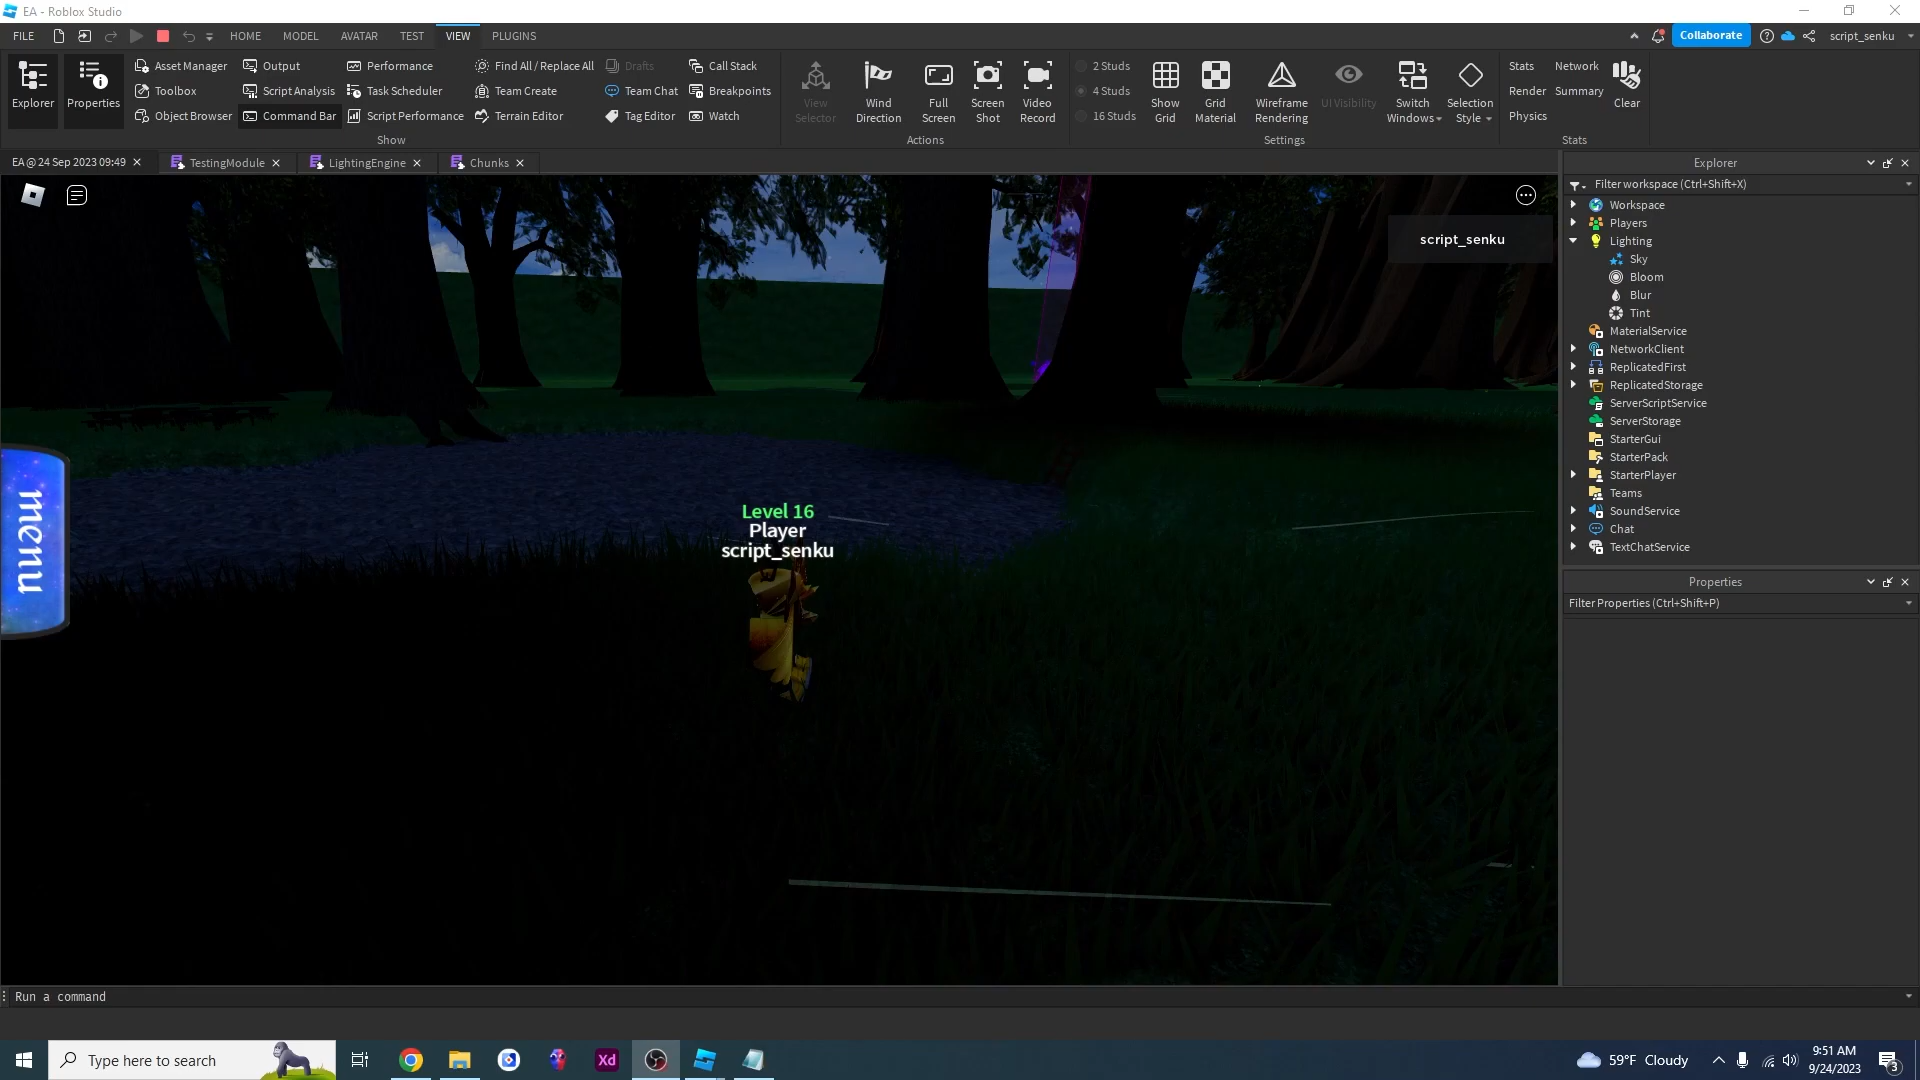 EA - Roblox Studio
FILE HOME MODEL AVATAR TEST VIEW PLUGINS Collaborate script_senku
Explorer Properties
Asset Manager Output Performance Find All / Replace All Drafts Call Stack
Toolbox Script Analysis Task Scheduler Team Create Team Chat Breakpoints
Object Browser Command Bar Script Performance Terrain Editor Tag Editor Watch
Show
View Selector
Wind Direction
Full Screen
Screen Shot
Video Record
Actions
2 Studs
4 Studs
16 Studs
Show Grid
Grid Material
Wireframe Rendering
UI Visibility
Switch Windows
Selection Style
Settings
Stats Network
Render Summary
Physics
Clear
Stats
EA @ 24 Sep 2023 09:49 TestingModule LightingEngine Chunks
script_senku
menu
Level 16
Player
script_senku
Explorer
Filter workspace (Ctrl+Shift+X)
Workspace
Players
Lighting
Sky
Bloom
Blur
Tint
MaterialService
NetworkClient
ReplicatedFirst
ReplicatedStorage
ServerScriptService
ServerStorage
StarterGui
StarterPack
StarterPlayer
Teams
SoundService
Chat
TextChatService
Properties
Filter Properties (Ctrl+Shift+P)
Run a command
Type here to search
Xd
59°F Cloudy
9:51 AM
9/24/2023
3